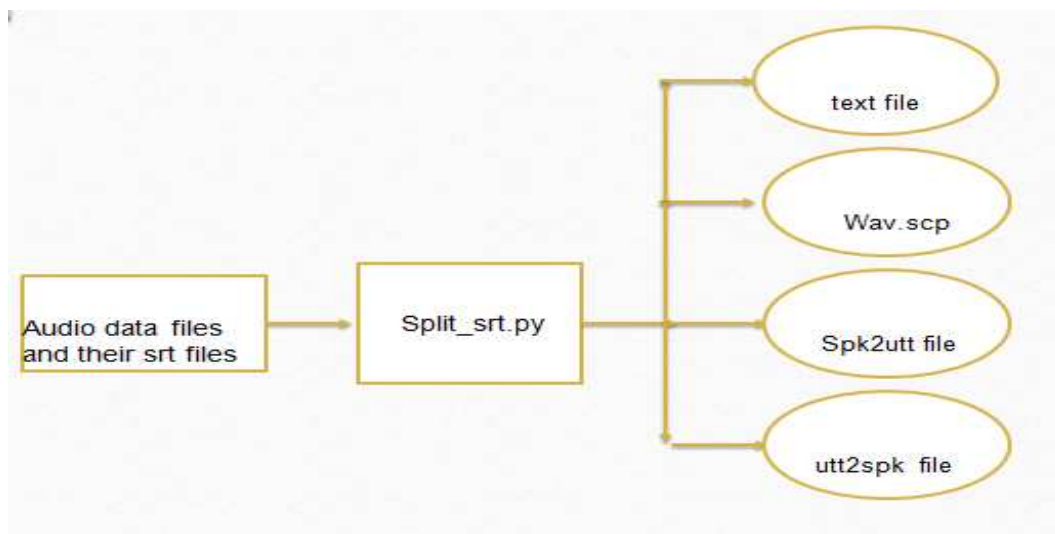 Audio data files
and their srt files
Split_srt.py
text file
Wav.scp
Spk2utt file
utt2spk file